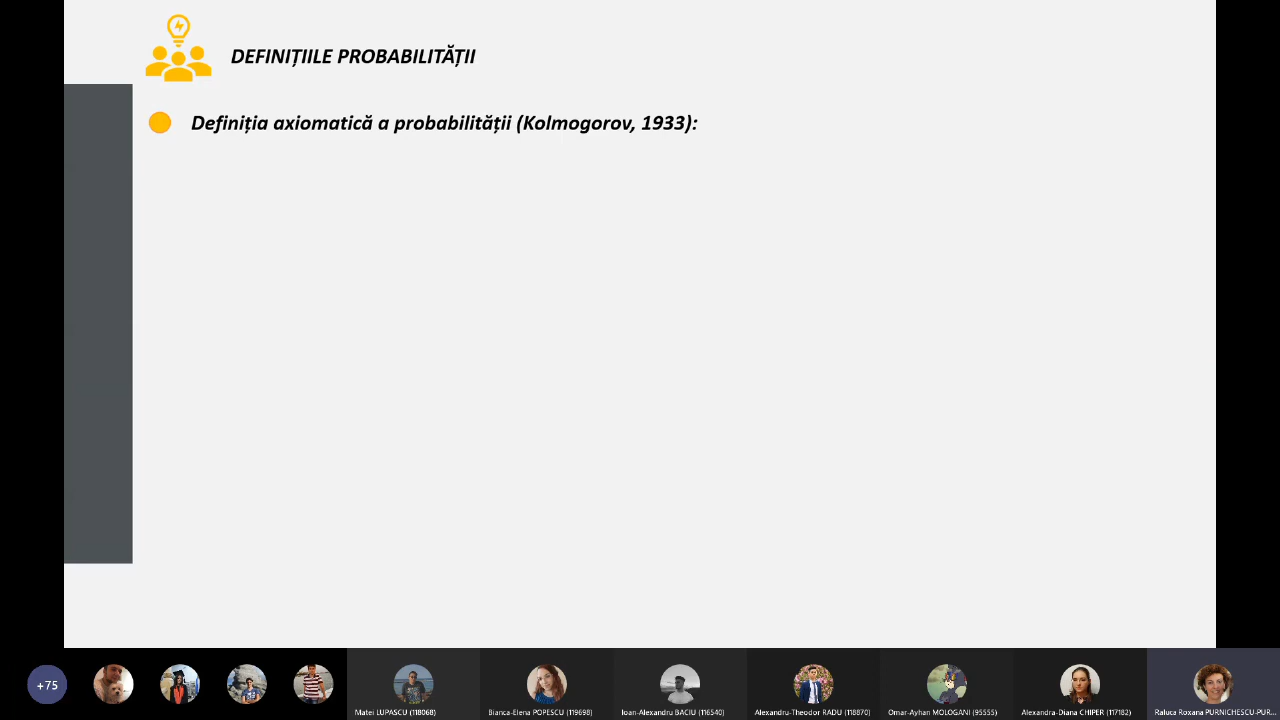 DEFINIȚIILE PROBABILITĂȚII
Definiția axiomatică a probabilității (Kolmogorov, 1933):
+75
Matei LUPASCU (118068)
Bianca-Elena POPESCU (119698)
Ioan-Alexandru BACIU (116540)
Alexandru-Theodor RADU (118870)
Omar-Ayhan MOLOGANI (95555)
Alexandra-Diana CHIPER (117182)
Raluca Roxana PURNICHESCU-PUR...